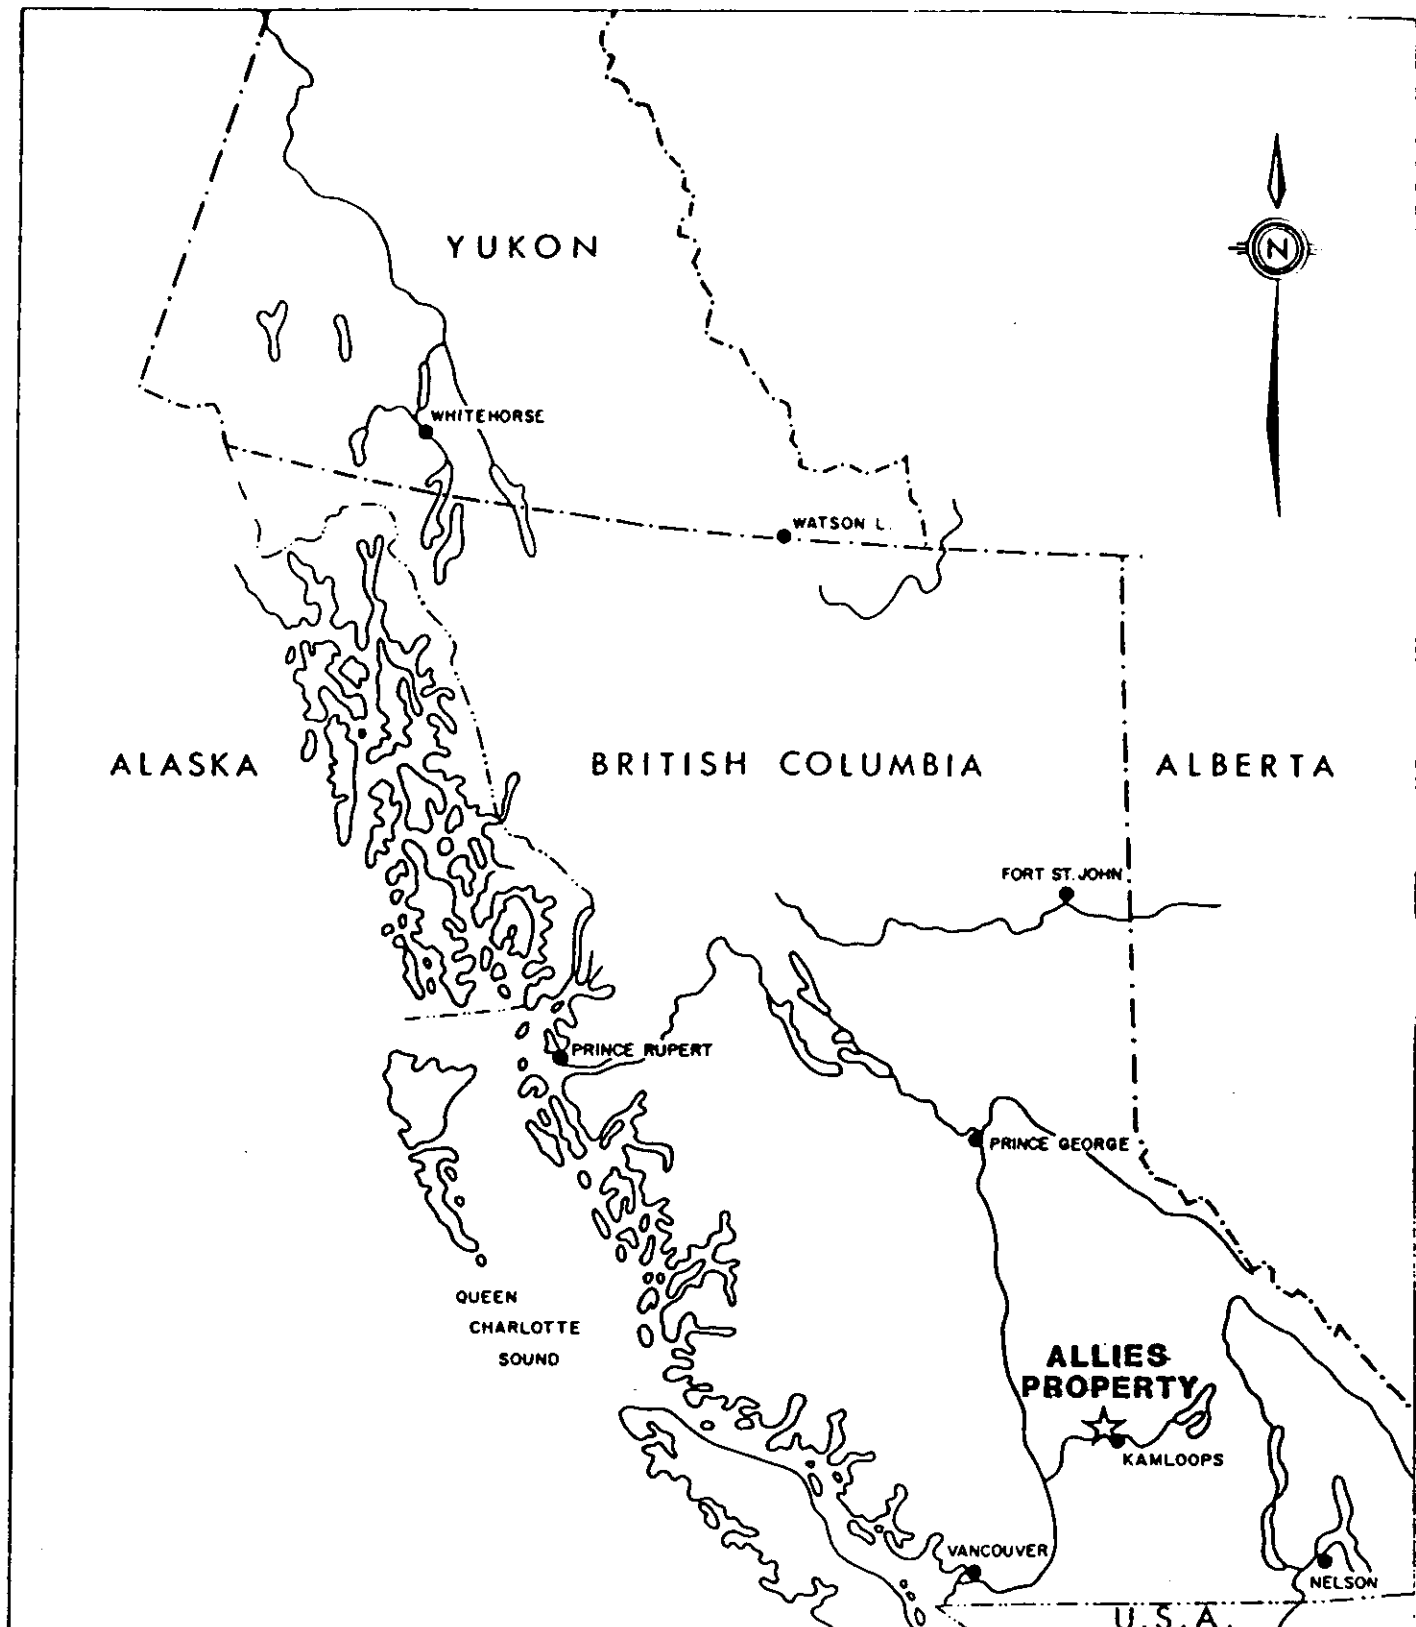 YUKON
N
WHITEHORSE
WATSON L.
ALASKA
BRITISH COLUMBIA
ALBERTA
FORT ST. JOHN
PRINCE RUPERT
PRINCE GEORGE
QUEEN
CHARLOTTE
SOUND
ALLIES
PROPERTY
KAMLOOPS
VANCOUVER
NELSON
U.S.A.